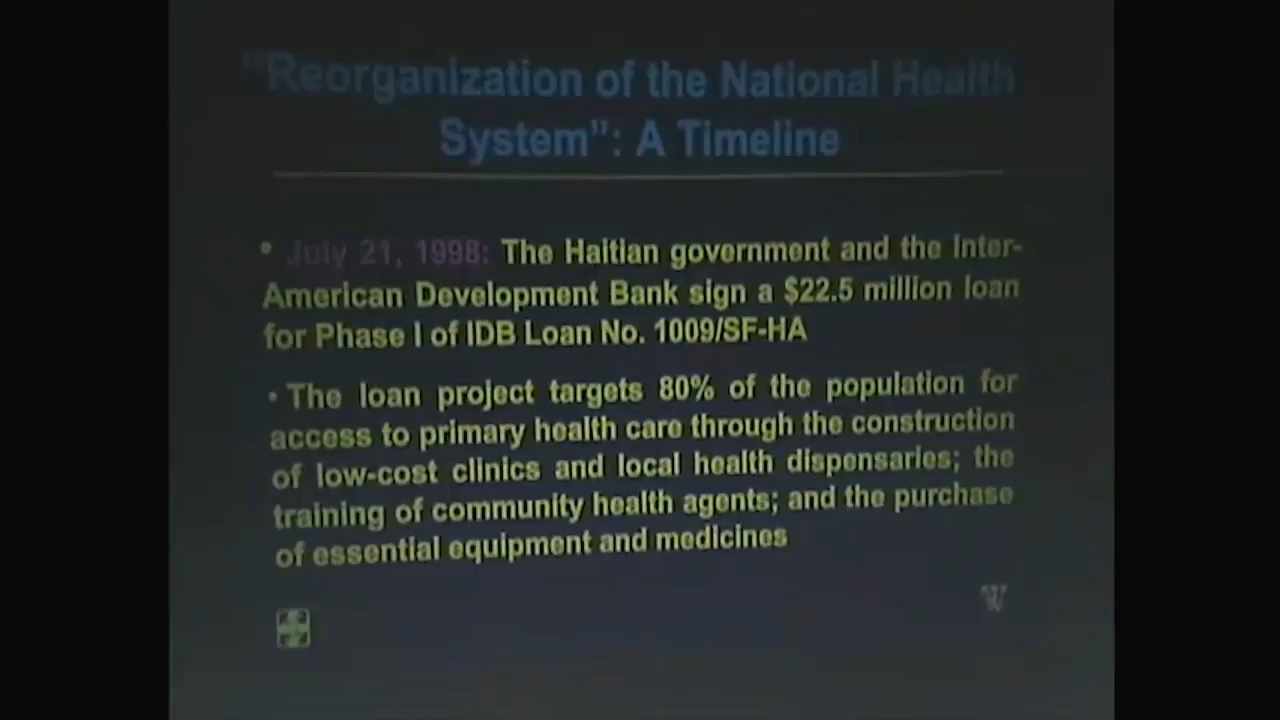 "Reorganization of the National Health
System": A Timeline
• July 21, 1998: The Haitian government and the Inter-
American Development Bank sign a $22.5 million loan
for Phase I of IDB Loan No. 1009/SF-HA
• The loan project targets 80% of the population for
access to primary health care through the construction
of low-cost clinics and local health dispensaries; the
training of community health agents; and the purchase
of essential equipment and medicines
W